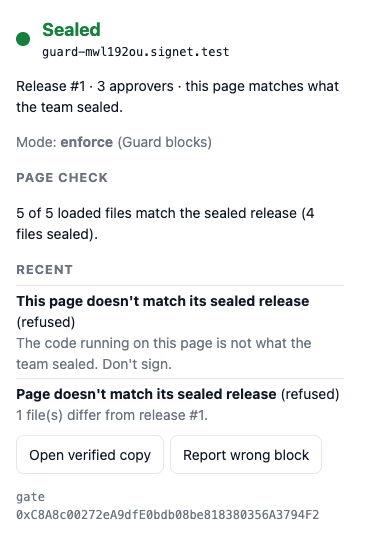 Sealed
guard-mwl192ou.signet.test
Release #1 · 3 approvers · this page matches what
the team sealed.
Mode: enforce (Guard blocks)
PAGE CHECK
5 of 5 loaded files match the sealed release (4
files sealed).
RECENT
This page doesn't match its sealed release
(refused)
The code running on this page is not what the
team sealed. Don't sign.
Page doesn't match its sealed release (refused)
1 file(s) differ from release #1.
Open verified copy
Report wrong block
gate
0xC8A8c00272eA9dfE0bdb08be818380356A3794F2